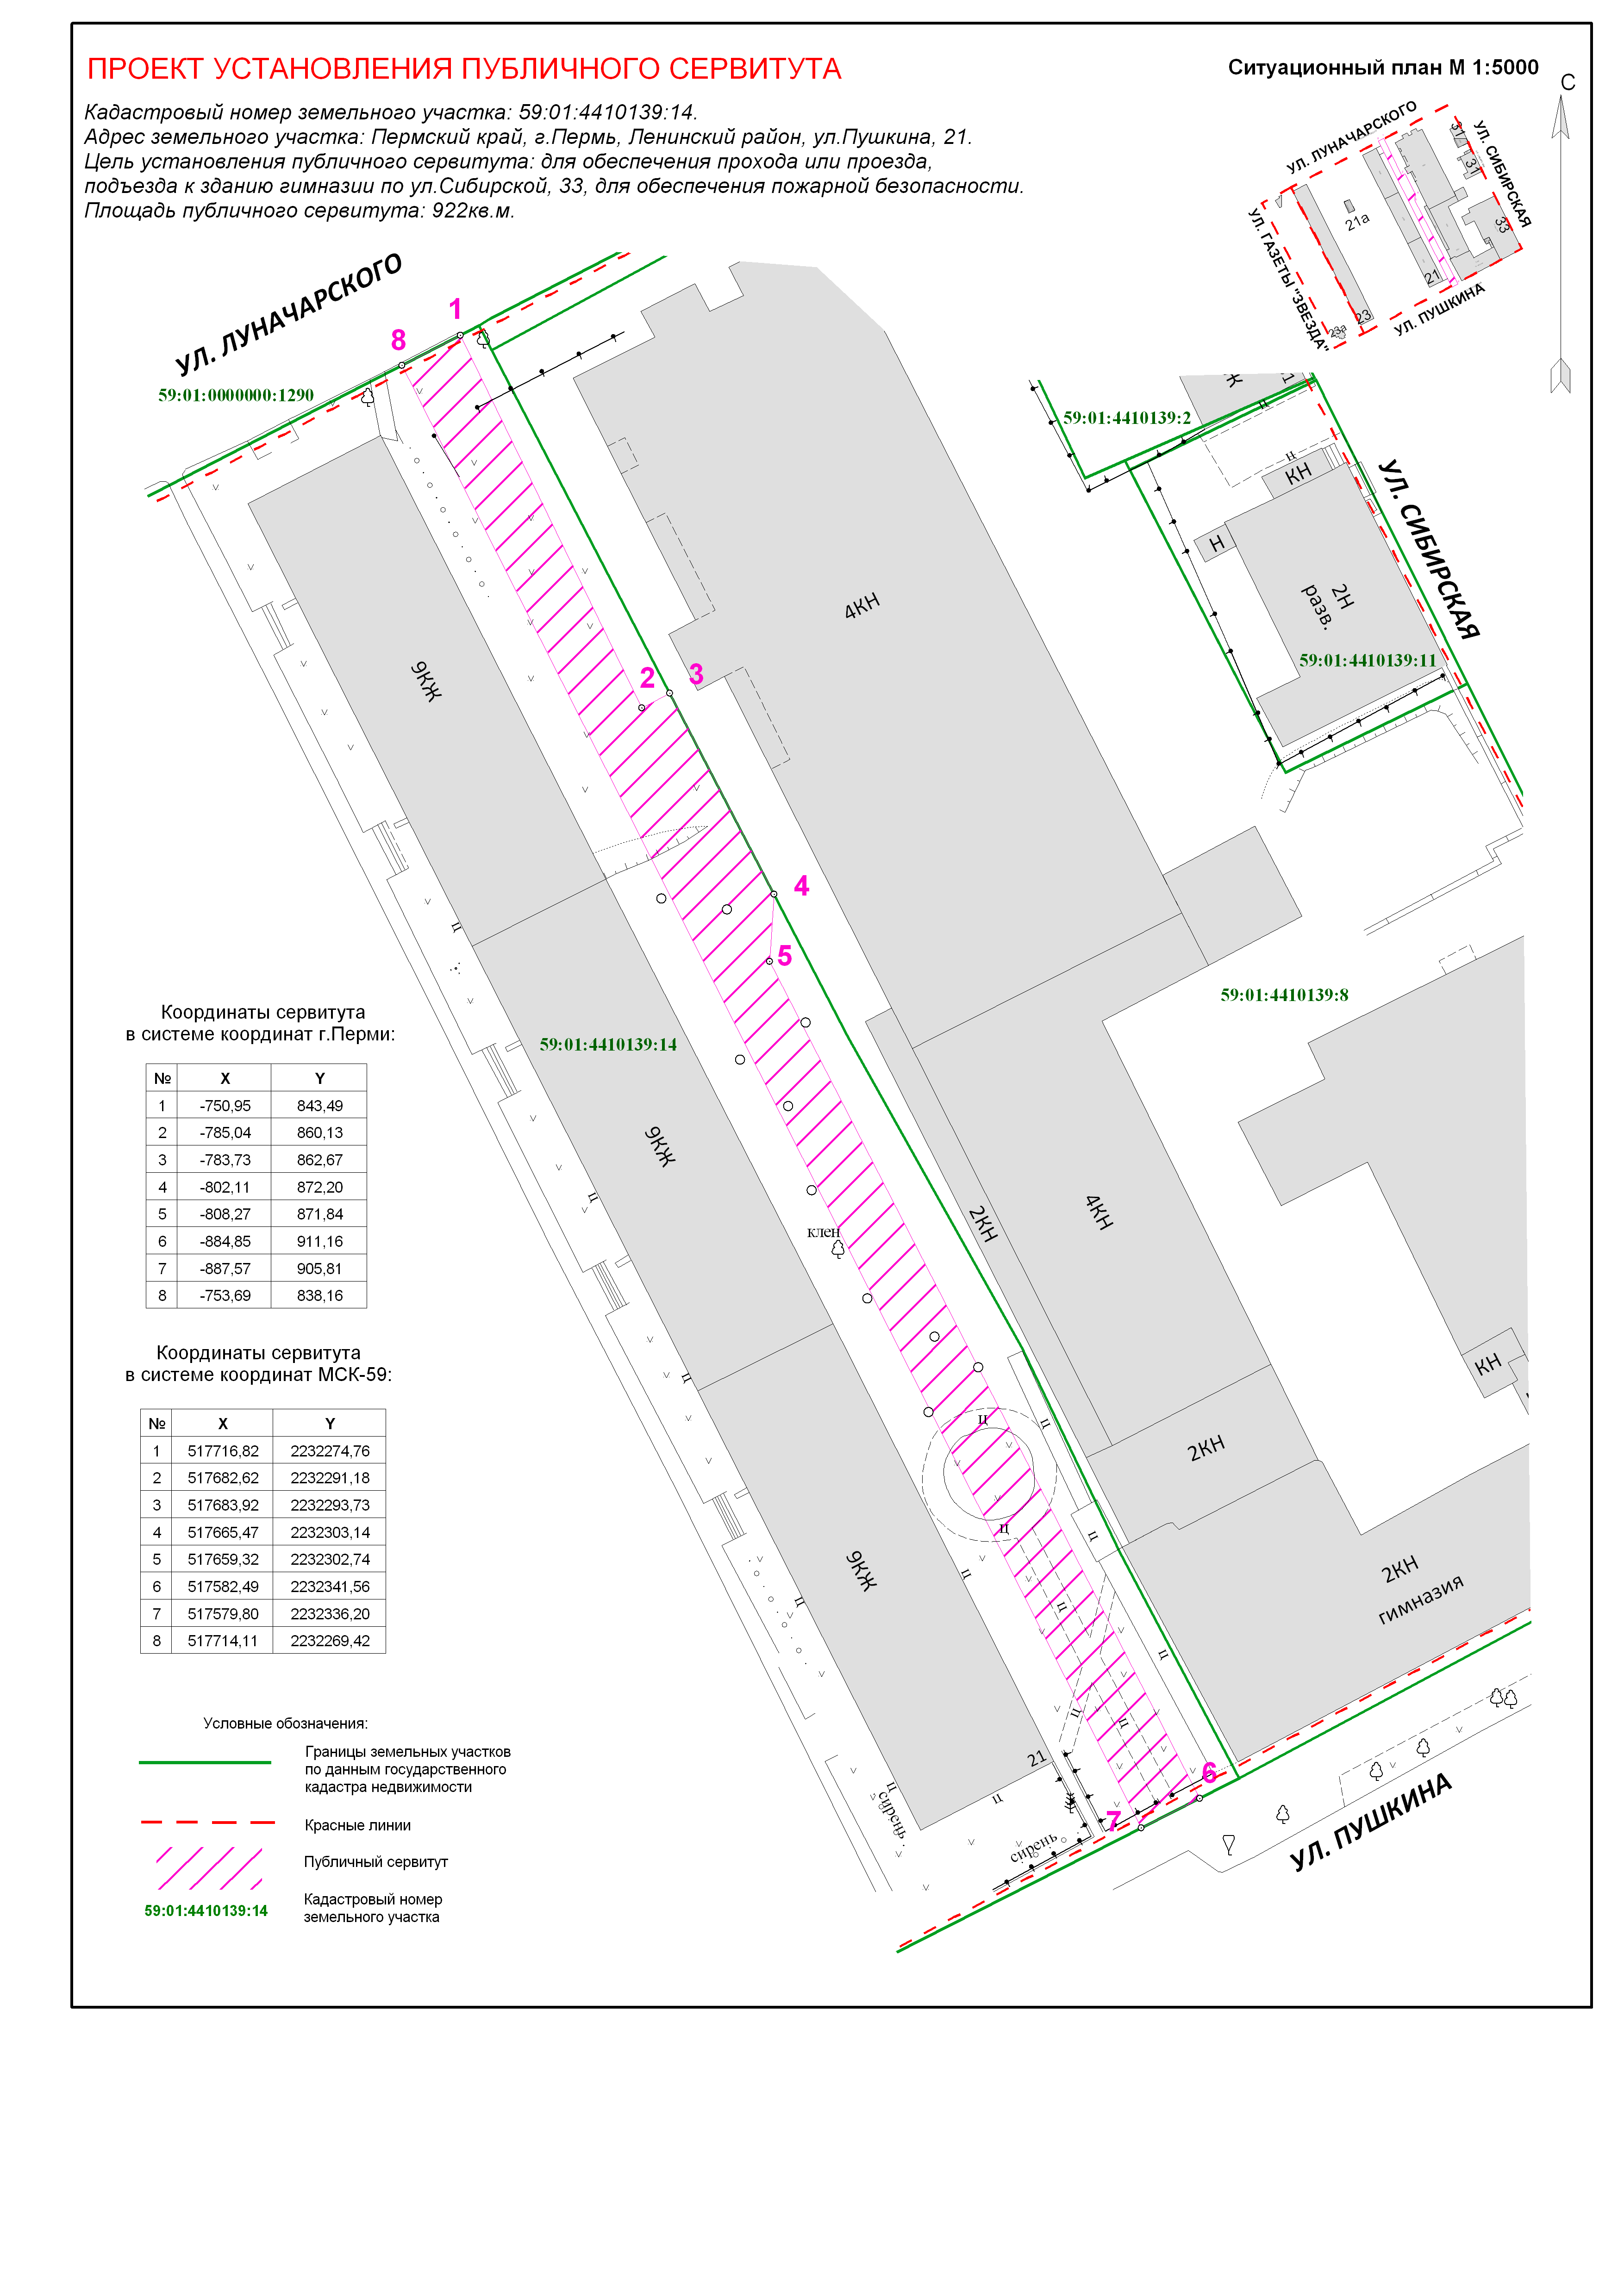 ПРОЕКТ УСТАНОВЛЕНИЯ ПУБЛИЧНОГО СЕРВИТУТА
Кадастровый номер земельного участка: 59:01:4410139:14.
Адрес земельного участка: Пермский край, г.Пермь, Ленинский район, ул.Пушкина, 21.
Цель установления публичного сервитута: для обеспечения прохода или проезда,
подъезда к зданию гимназии по ул.Сибирской, 33, для обеспечения пожарной безопасности.
Площадь публичного сервитута: 922кв.м.
Ситуационный план М 1:5000
С
УЛ. ЛУНАЧАРСКОГО
УЛ. СИБИРСКАЯ
УЛ. ГАЗЕТЫ "ЗВЕЗДА"
УЛ. ПУШКИНА
31
31
33
21а
21
23
23а
УЛ. ЛУНАЧАРСКОГО
1
8
59:01:0000000:1290
59:01:4410139:2
Ж
Н
Н
КН
Н
2Н
разв.
59:01:4410139:11
УЛ. СИБИРСКАЯ
4КН
9КЖ
2
3
4
5
Ц
59:01:4410139:8
59:01:4410139:14
9КЖ
Ц
клен
2КН
4КН
КН
Ц
Ц
Ц
2КН
Ц
Ц
9КЖ
Ц
Ц
Ц
Ц
2КН
гимназия
Ц
Ц
21
Ц
Ц
сирень
сирень
6
7
УЛ. ПУШКИНА
Координаты сервитута
в системе координат г.Перми:
№ X Y
1 -750,95 843,49
2 -785,04 860,13
3 -783,73 862,67
4 -802,11 872,20
5 -808,27 871,84
6 -884,85 911,16
7 -887,57 905,81
8 -753,69 838,16
Координаты сервитута
в системе координат МСК-59:
№ X Y
1 517716,82 2232274,76
2 517682,62 2232291,18
3 517683,92 2232293,73
4 517665,47 2232303,14
5 517659,32 2232302,74
6 517582,49 2232341,56
7 517579,80 2232336,20
8 517714,11 2232269,42
Условные обозначения:
Границы земельных участков
по данным государственного
кадастра недвижимости
Красные линии
Публичный сервитут
59:01:4410139:14
Кадастровый номер
земельного участка